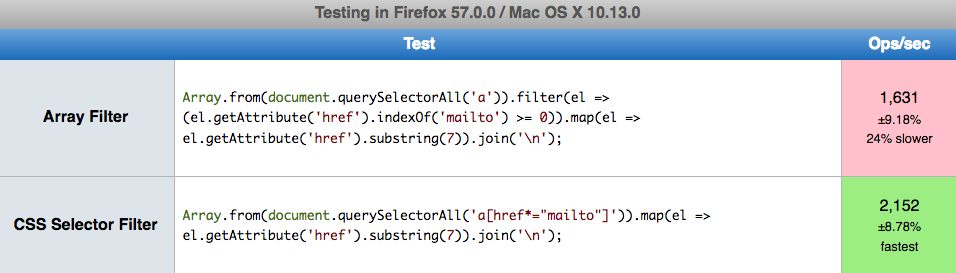 Testing in Firefox 57.0.0 / Mac OS X 10.13.0
Test Ops/sec
Array Filter
Array.from(document.querySelectorAll('a')).filter(el =>
(el.getAttribute('href').indexOf('mailto') >= 0)).map(el =>
el.getAttribute('href').substring(7)).join('\n');
1,631
±9.18%
24% slower
CSS Selector Filter
Array.from(document.querySelectorAll('a[href*="mailto"]')).map(el =>
el.getAttribute('href').substring(7)).join('\n');
2,152
±8.78%
fastest